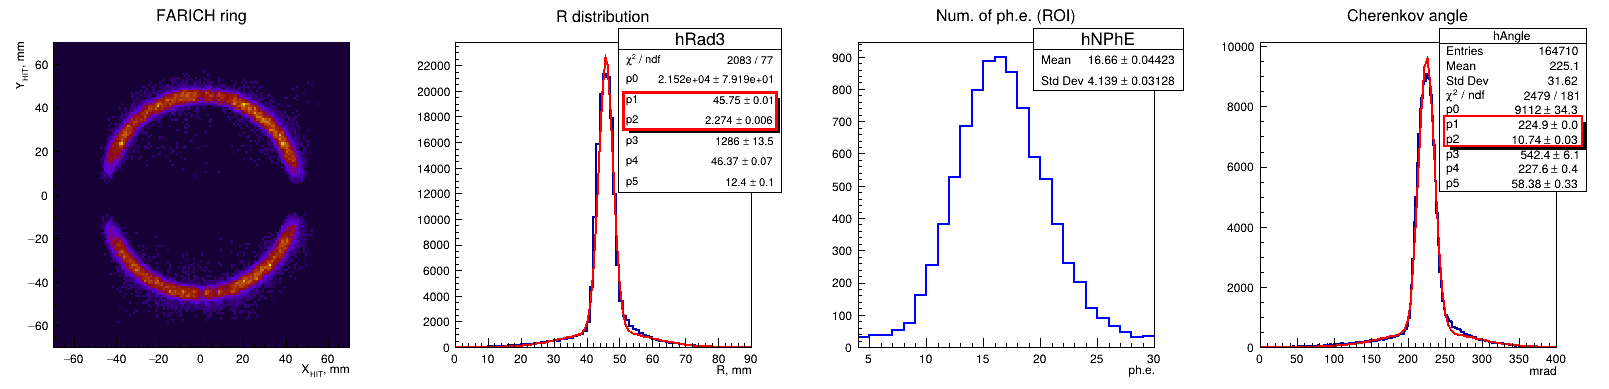 FARICH ring
Y_HIT, mm
60
40
20
0
−20
−40
−60
−60 −40 −20 0 20 40 60
X_HIT, mm
R distribution
hRad3
χ² / ndf 2083 / 77
p0 2.152e+04 ± 7.919e+01
p1 45.75 ± 0.01
p2 2.274 ± 0.006
p3 1286 ± 13.5
p4 46.37 ± 0.07
p5 12.4 ± 0.1
22000
20000
18000
16000
14000
12000
10000
8000
6000
4000
2000
0
0 10 20 30 40 50 60 70 80 90
R, mm
Num. of ph.e. (ROI)
hNPhE
Mean 16.66 ± 0.04423
Std Dev 4.139 ± 0.03128
900
800
700
600
500
400
300
200
100
0
5 10 15 20 25 30
ph.e.
Cherenkov angle
hAngle
Entries 164710
Mean 225.1
Std Dev 31.62
χ² / ndf 2479 / 181
p0 9112 ± 34.3
p1 224.9 ± 0.0
p2 10.74 ± 0.03
p3 542.4 ± 6.1
p4 227.6 ± 0.4
p5 58.38 ± 0.33
10000
8000
6000
4000
2000
0
0 50 100 150 200 250 300 350 400
mrad